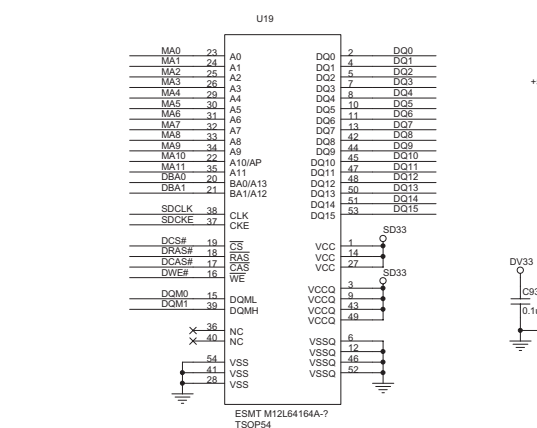 U19
MA0 23 A0 DQ0 2 DQ0
MA1 24 A1 DQ1 4 DQ1
MA2 25 A2 DQ2 5 DQ2
MA3 26 A3 DQ3 7 DQ3
MA4 29 A4 DQ4 8 DQ4
MA5 30 A5 DQ5 10 DQ5
MA6 31 A6 DQ6 11 DQ6
MA7 32 A7 DQ7 13 DQ7
MA8 33 A8 DQ8 42 DQ8
MA9 34 A9 DQ9 44 DQ9
MA10 22 A10/AP DQ10 45 DQ10
MA11 35 A11 DQ11 47 DQ11
DBA0 20 BA0/A13 DQ12 48 DQ12
DBA1 21 BA1/A12 DQ13 50 DQ13
DQ14 51 DQ14
SDCLK 38 CLK DQ15 53 DQ15
SDCKE 37 CKE
SD33
DCS# 19 CS VCC 1
DRAS# 18 RAS VCC 14
DCAS# 17 CAS VCC 27
DWE# 16 WE
SD33
DV33
VCCQ 3
DQM0 15 DQML VCCQ 9
DQM1 39 DQMH VCCQ 43
VCCQ 49
C93
0.1
36 NC VSSQ 6
40 NC VSSQ 12
54 VSS VSSQ 46
41 VSS VSSQ 52
28 VSS
ESMT M12L64164A-?
TSOP54